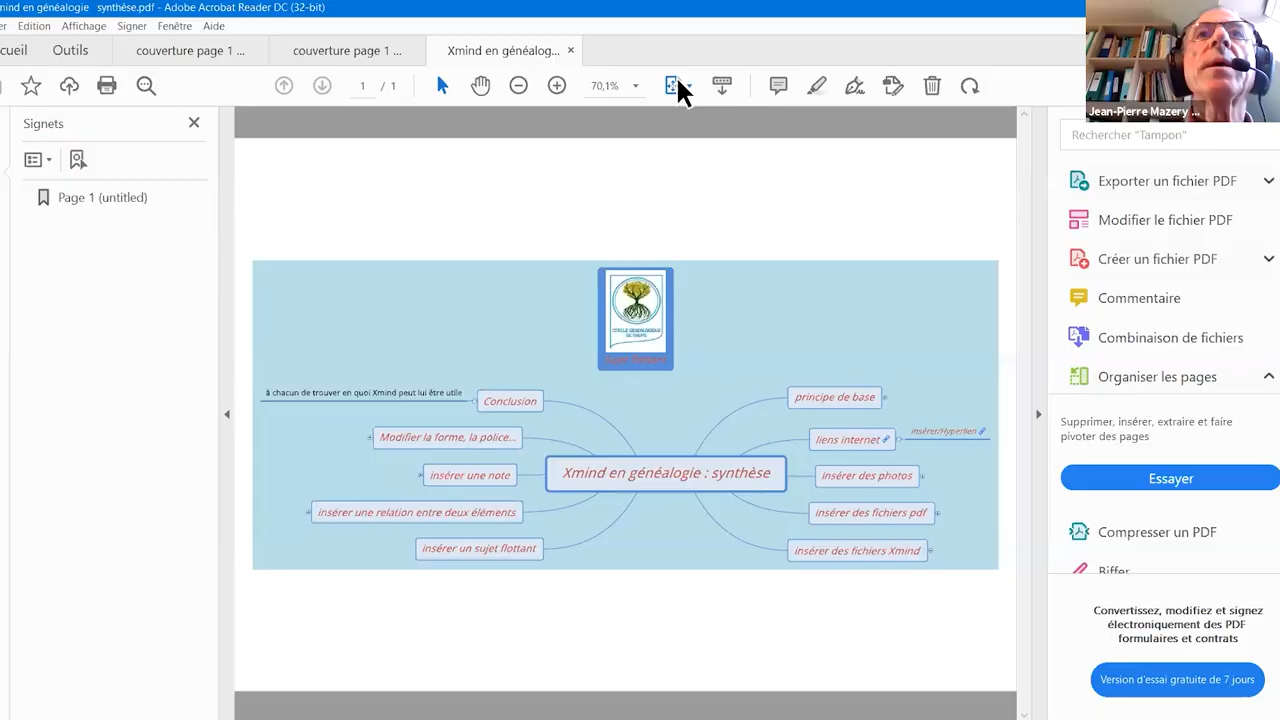 mind en généalogie synthèse.pdf - Adobe Acrobat Reader DC (32-bit)
er Edition Affichage Signer Fenêtre Aide
cueil Outils couverture page 1 ... couverture page 1 ... Xmind en généalog... ×
1 / 1 70,1%
Jean-Pierre Mazery ...
Signets
Page 1 (untitled)
Rechercher "Tampon"
Exporter un fichier PDF
Modifier le fichier PDF
Créer un fichier PDF
Commentaire
Combinaison de fichiers
Organiser les pages
Supprimer, insérer, extraire et faire
pivoter des pages
Essayer
Compresser un PDF
Biffer
Convertissez, modifiez et signez
électroniquement des PDF
formulaires et contrats
Version d'essai gratuite de 7 jours
CERCLE GENEALOGIQUE
à chacun de trouver en quoi Xmind peut lui être utile
Conclusion
Modifier la forme, la police...
insérer une note
insérer une relation entre deux éléments
insérer un sujet flottant
Xmind en généalogie : synthèse
principe de base
liens internet
insérer/Hyperlien
insérer des photos
insérer des fichiers pdf
insérer des fichiers Xmind